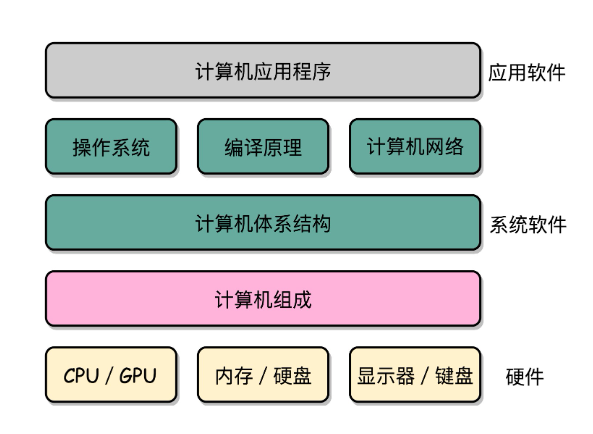 计算机应用程序
应用软件
操作系统
编译原理
计算机网络
计算机体系结构
系统软件
计算机组成
CPU / GPU
内存 / 硬盘
显示器 / 键盘
硬件